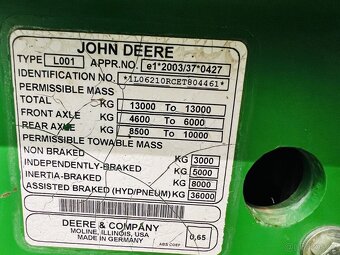 JOHN DEERE
TYPE L001 APPR.NO. e1*2003/37*0427
IDENTIFICATION NO. *1L06210RCET804461*
PERMISSIBLE MASS
TOTAL KG 13000 To 13000
FRONT AXLE KG 4600 To 6000
REAR AXLE KG 8500 To 10000
PERMISSIBLE TOWABLE MASS
NON BRAKED KG 3000
INDEPENDENTLY-BRAKED KG 5000
INERTIA-BRAKED KG 8000
ASSISTED BRAKED (HYD/PNEUM) KG 36000
DEERE & COMPANY
MOLINE, ILLINOIS, USA
MADE IN GERMANY
ABS COEF 0,65